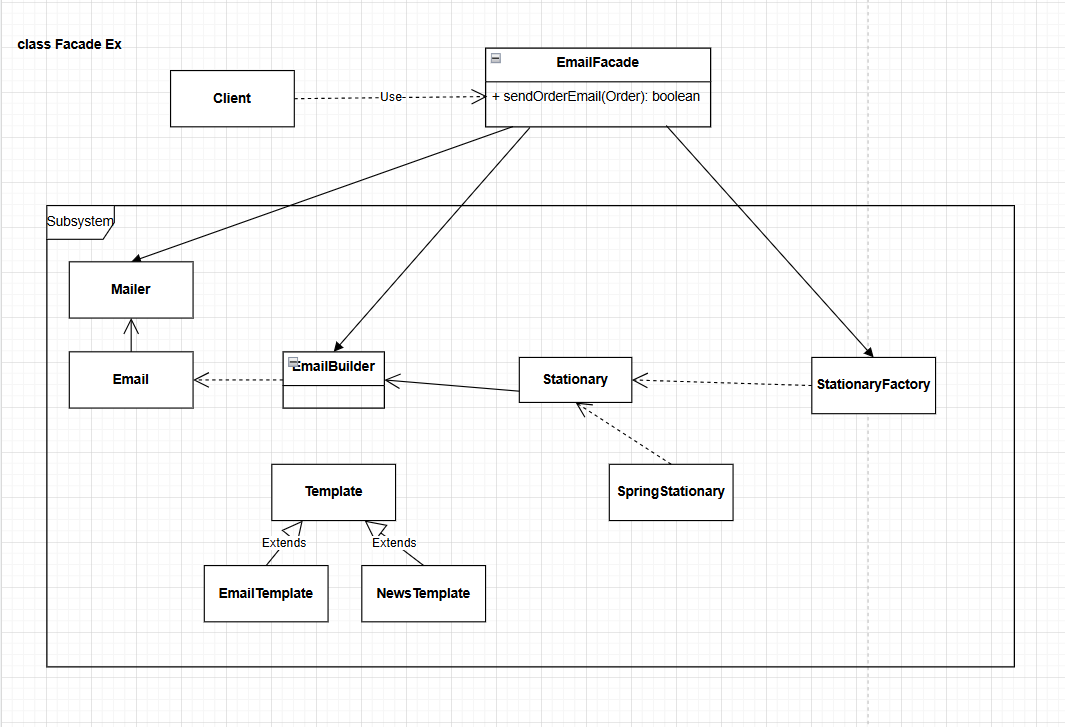 class Facade Ex
EmailFacade
Client
Use
+ sendOrderEmail(Order): boolean
Subsystem
Mailer
Email
EmailBuilder
Stationary
StationaryFactory
Template
SpringStationary
Extends
Extends
EmailTemplate
NewsTemplate